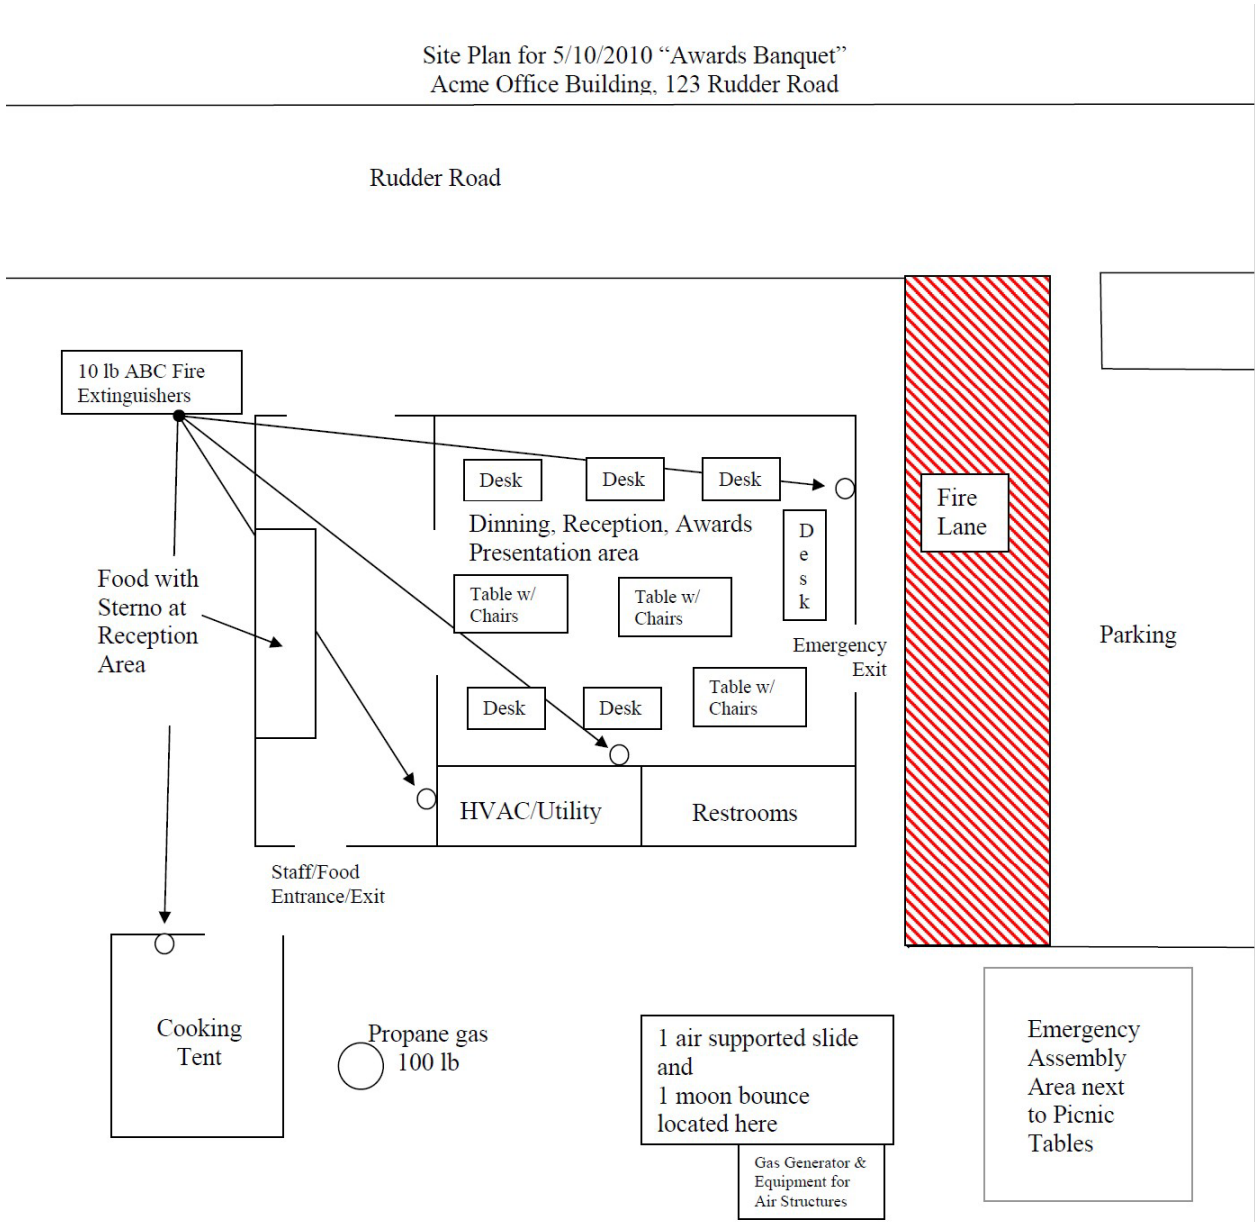 Site Plan for 5/10/2010 “Awards Banquet”
Acme Office Building, 123 Rudder Road
Rudder Road
10 lb ABC Fire
Extinguishers
Desk
Desk
Desk
Fire
Lane
Dinning, Reception, Awards
Presentation area
D
e
s
k
Food with
Sterno at
Reception
Area
Table w/
Chairs
Table w/
Chairs
Parking
Emergency
Exit
Table w/
Chairs
Desk
Desk
HVAC/Utility
Restrooms
Staff/Food
Entrance/Exit
Cooking
Tent
Propane gas
100 lb
1 air supported slide
and
1 moon bounce
located here
Emergency
Assembly
Area next
to Picnic
Tables
Gas Generator &
Equipment for
Air Structures